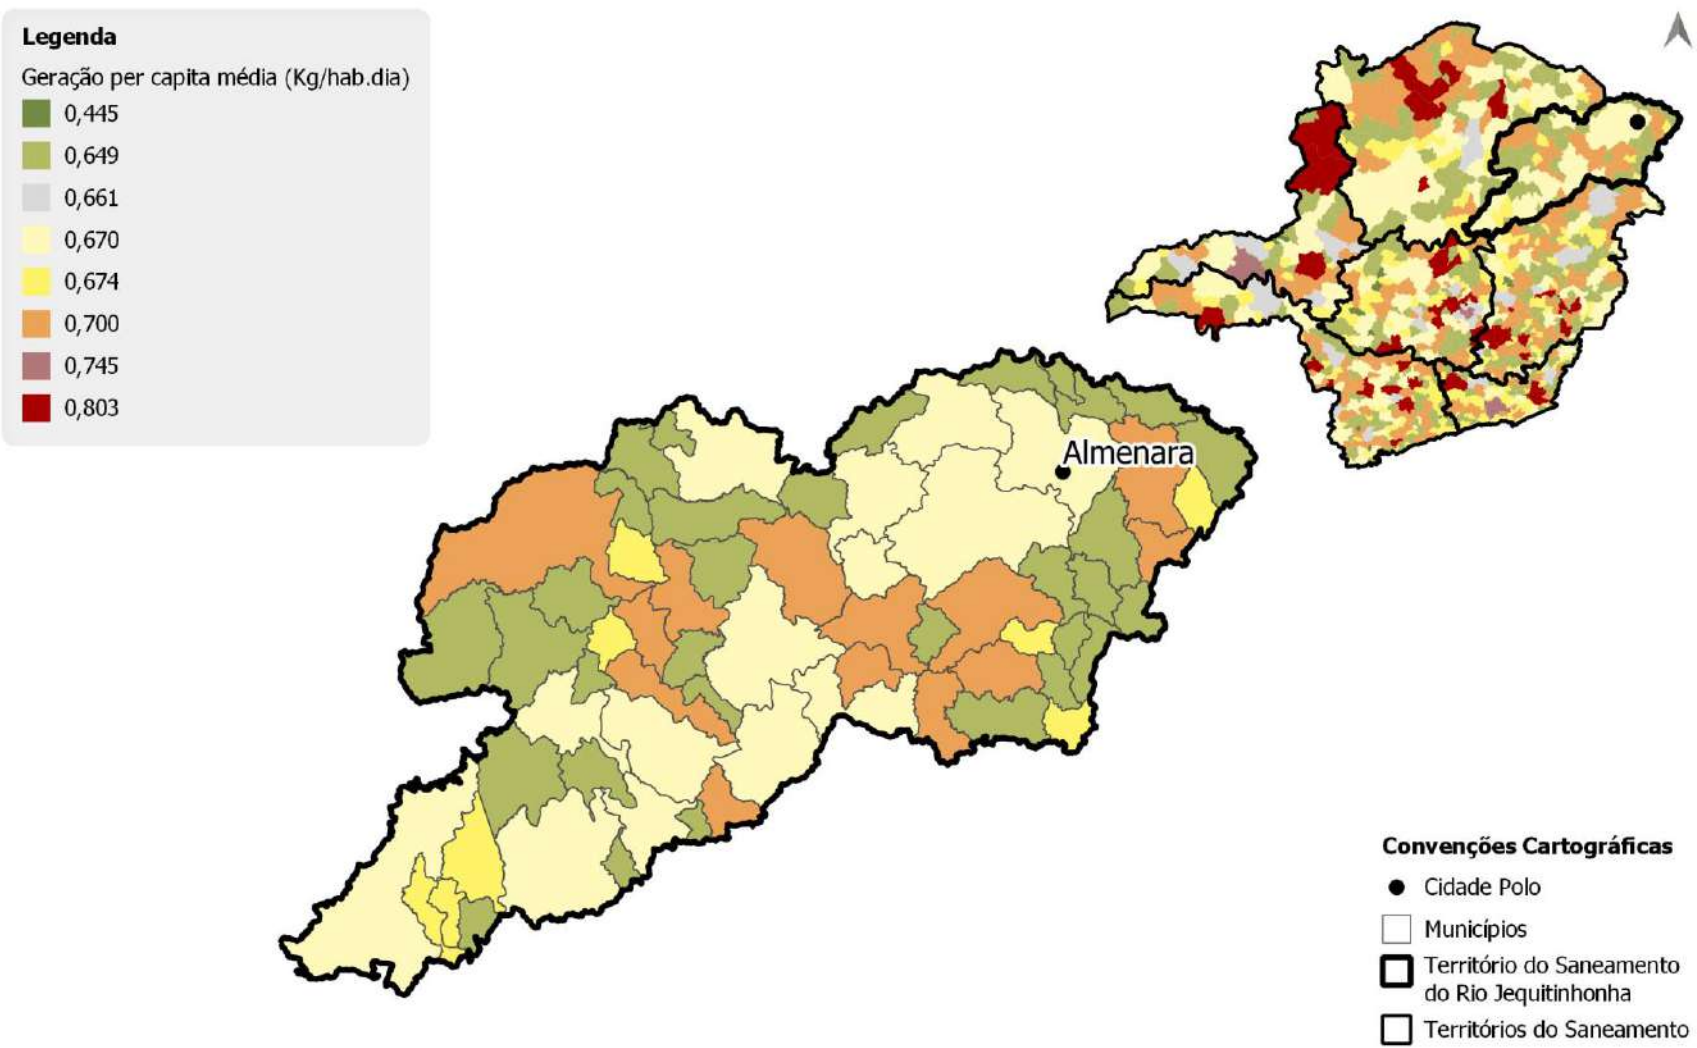 Legenda
Geração per capita média (Kg/hab.dia)
0,445
0,649
0,661
0,670
0,674
0,700
0,745
0,803
Almenara
Convenções Cartográficas
Cidade Polo
Municípios
Território do Saneamento
do Rio Jequitinhonha
Territórios do Saneamento